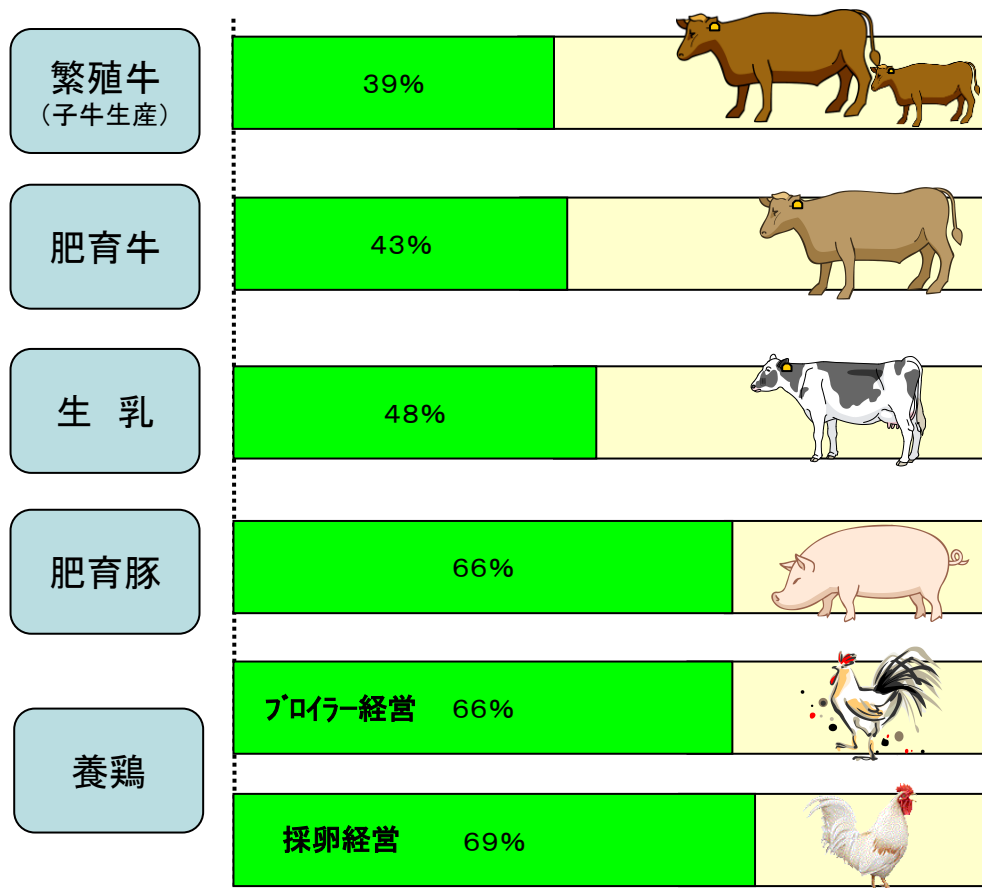 繁殖牛
（子牛生産）
39%
肥育牛
43%
生 乳
48%
肥育豚
66%
養鶏
ﾌﾞﾛｲﾗｰ経営 66%
採卵経営 69%